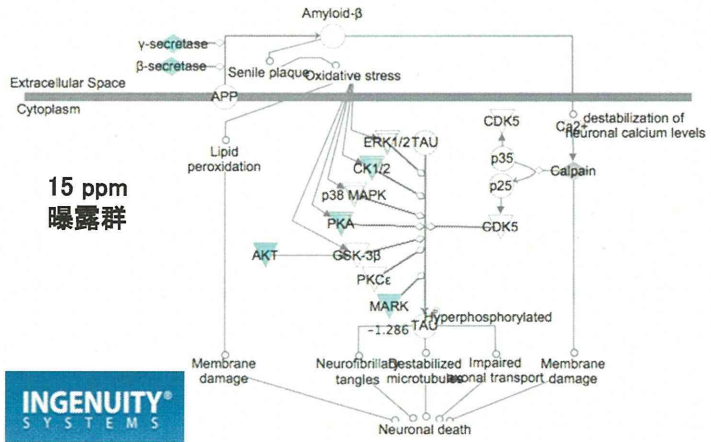 Amyloid-β
γ-secretase
β-secretase
Senile plaque
Oxidative stress
Extracellular Space
APP
Cytoplasm
destabilization of
Ca2+
neuronal calcium levels
CDK5
ERK1/2
TAU
Lipid
peroxidation
p35
CK1/2
Calpain
p25
p38 MAPK
15 ppm
曝露群
PKA
CDK5
AKT
GSK-3β
PKCε
MARK
Hyperphosphorylated
-1.286
TAU
Membrane
damage
Neurofibrillary
tangles
Destabilized
microtubules
Impaired
axonal transport
Membrane
damage
Neuronal death
INGENUITY®
SYSTEMS